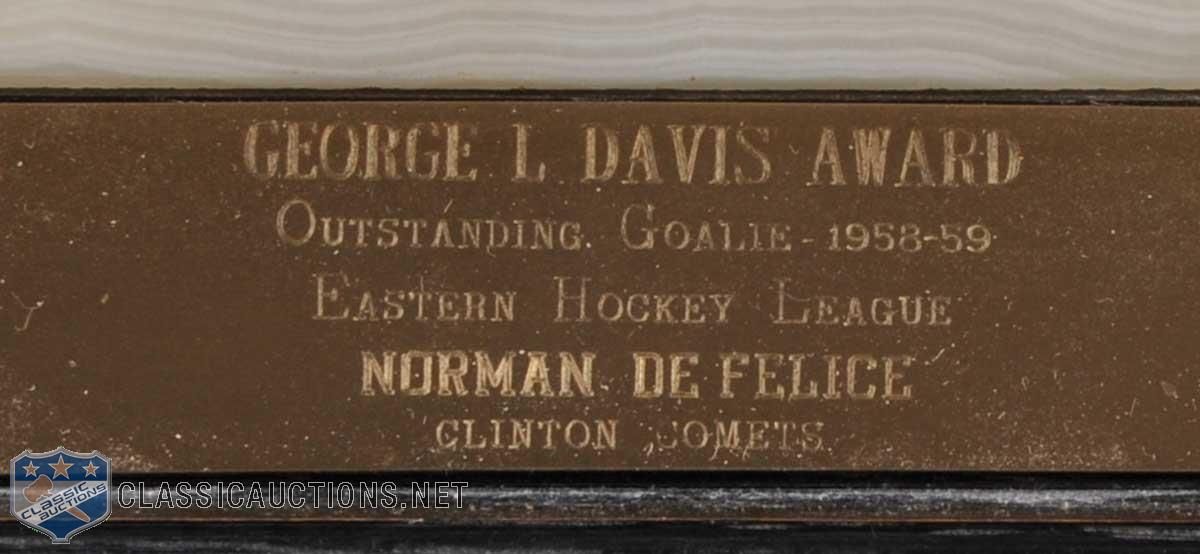 GEORGE L DAVIS AWARD
OUTSTANDING GOALIE - 1958-59
EASTERN HOCKEY LEAGUE
NORMAN DE FELICE
CLINTON COMETS
CLASSIC AUCTIONS
CLASSICAUCTIONS.NET